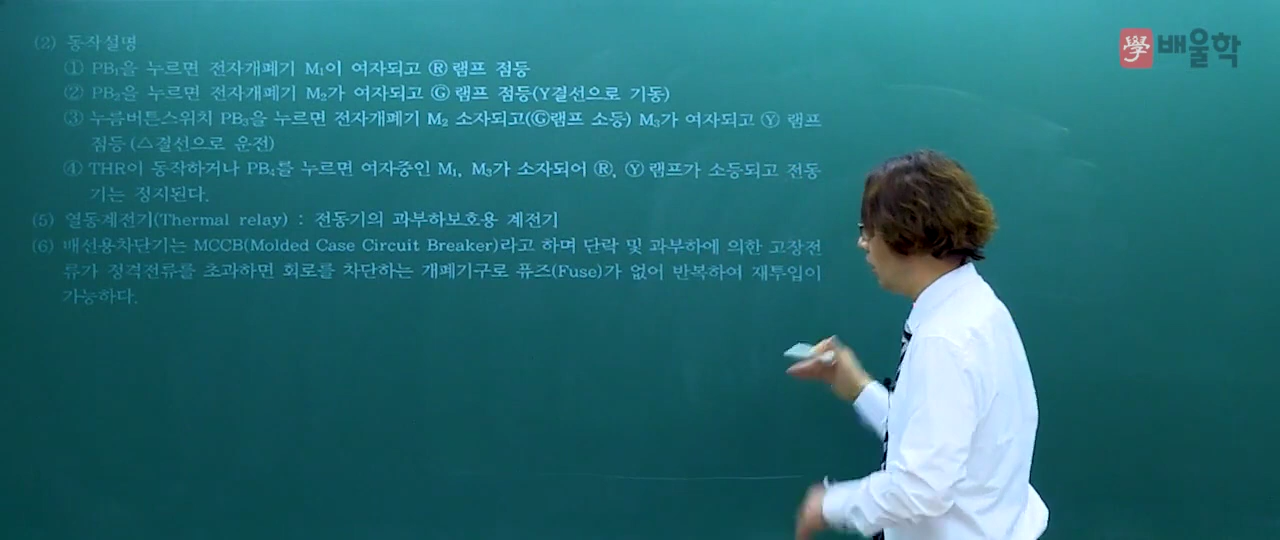 (2) 동작설명
① PB₁을 누르면 전자개폐기 M₁이 여자되고 Ⓡ램프 점등
② PB₂을 누르면 전자개폐기 M₂가 여자되고 Ⓖ램프 점등(Y결선으로 기동)
③ 누름버튼스위치 PB₃을 누르면 전자개폐기 M₂ 소자되고(Ⓖ램프 소등) M₃가 여자되고 Ⓨ 램프
점등(△결선으로 운전)
④ THR이 동작하거나 PB₄를 누르면 여자중인 M₁, M₃가 소자되어 Ⓡ, Ⓨ램프가 소등되고 전동
기는 정지된다.
(5) 열동계전기(Thermal relay) : 전동기의 과부하보호용 계전기
(6) 배선용차단기는 MCCB(Molded Case Circuit Breaker)라고 하며 단락 및 과부하에 의한 고장전
류가 정격전류를 초과하면 회로를 차단하는 개폐기구로 퓨즈(Fuse)가 없어 반복하여 재투입이
가능하다.
學 배울학